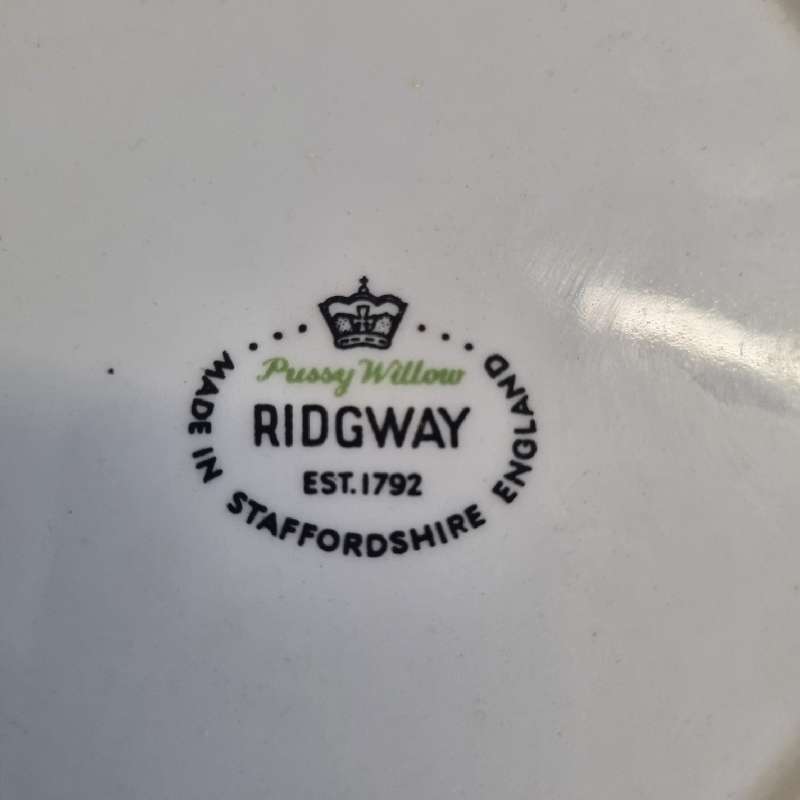 Pussy Willow
RIDGWAY
EST.1792
MADE IN STAFFORDSHIRE ENGLAND